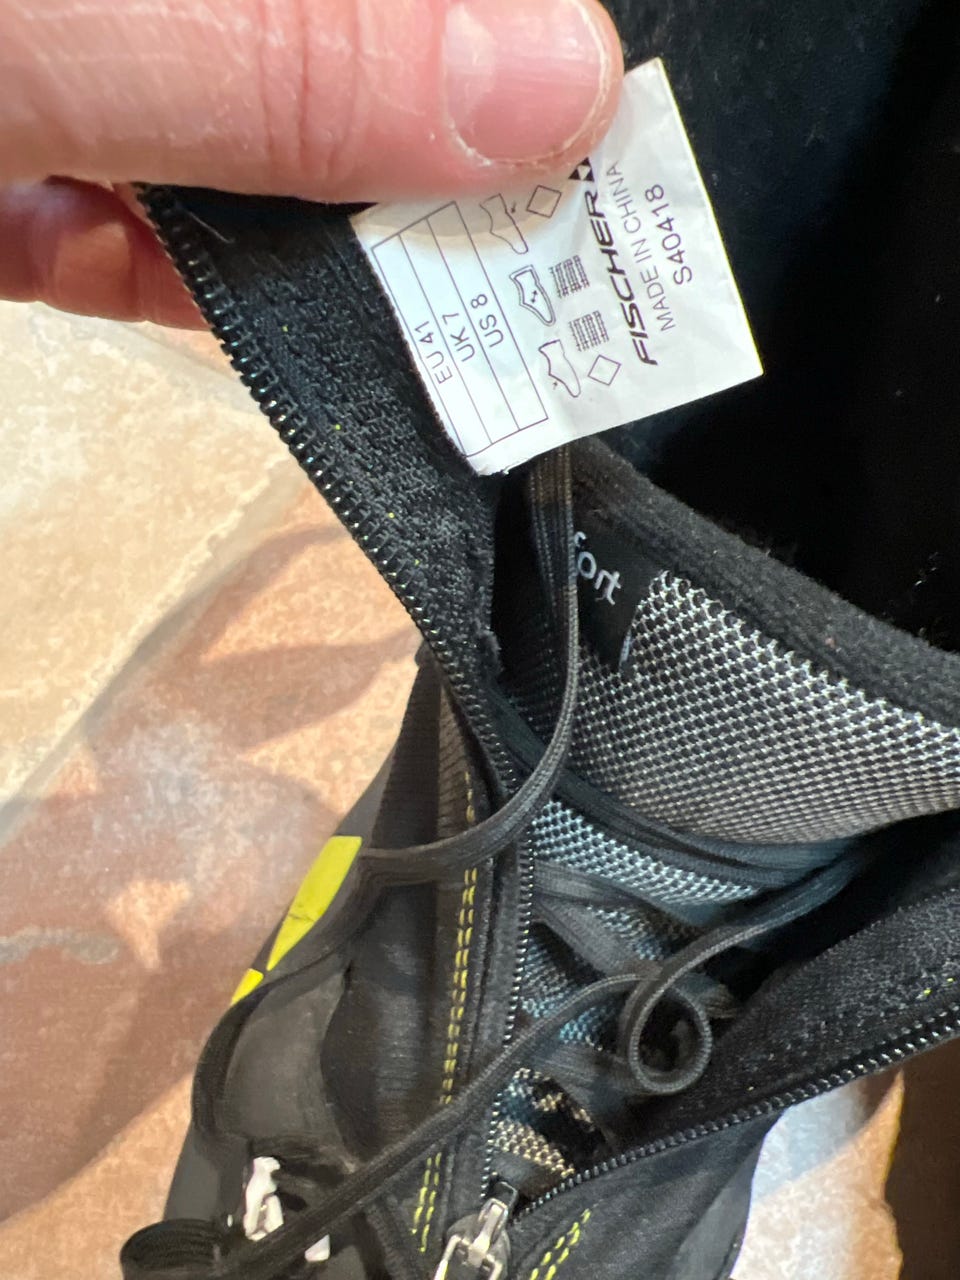 EU 41
UK 7
US 8
FISCHER
MADE IN CHINA
S40418
fort